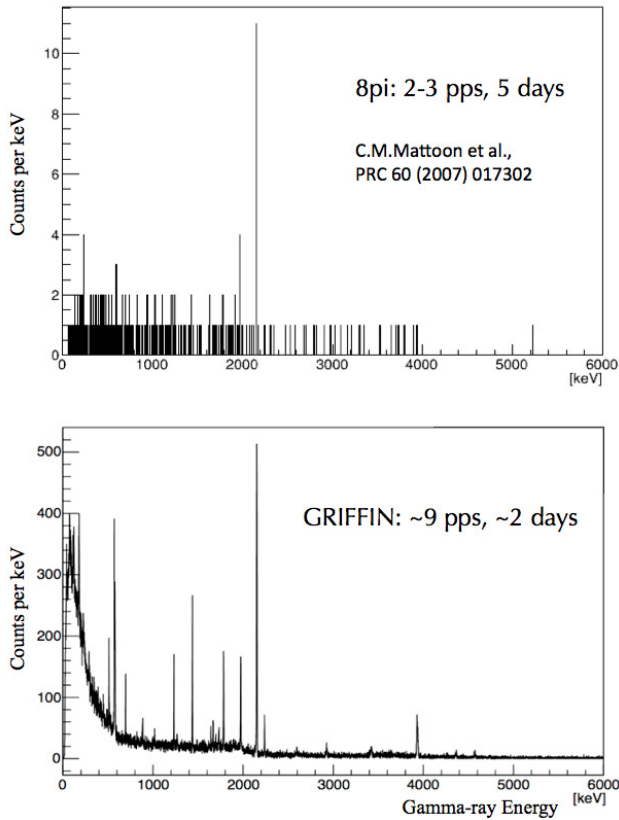 Counts per keV
10
8
6
4
2
0
8pi: 2-3 pps, 5 days
C.M.Mattoon et al.,
PRC 60 (2007) 017302
0 1000 2000 3000 4000 5000 6000
[keV]
Counts per keV
500
400
300
200
100
0
GRIFFIN: ~9 pps, ~2 days
0 1000 2000 3000 4000 5000 6000
Gamma-ray Energy [keV]